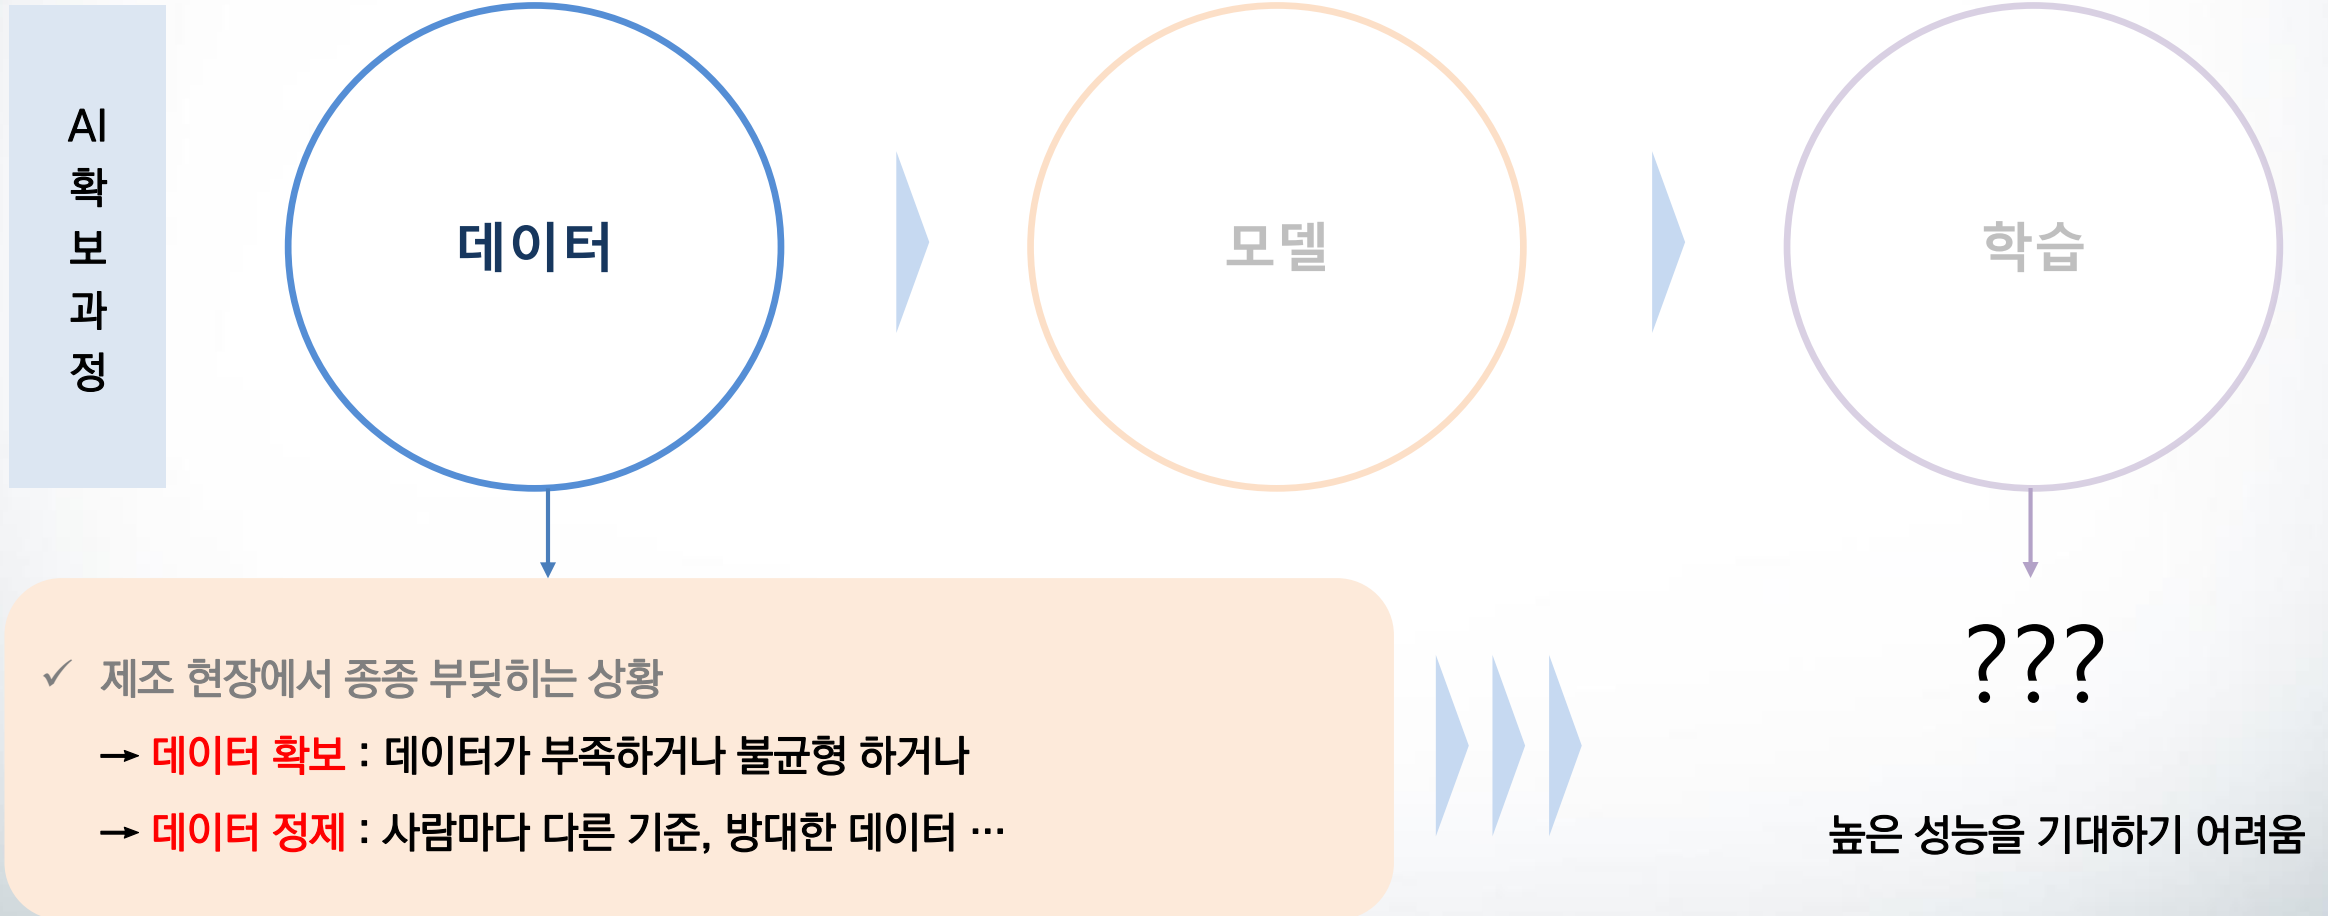 AI
확
보
과
정
데이터
모델
학습
✓ 제조 현장에서 종종 부딪히는 상황
→ 데이터 확보 : 데이터가 부족하거나 불균형 하거나
→ 데이터 정제 : 사람마다 다른 기준, 방대한 데이터 …
???
높은 성능을 기대하기 어려움